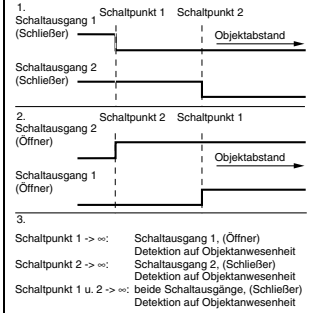 1.
Schaltpunkt 1 Schaltpunkt 2
Schaltausgang 1
(Schließer)
Objektabstand
Schaltausgang 2
(Schließer)
2.
Schaltpunkt 2 Schaltpunkt 1
Schaltausgang 2
(Öffner)
Objektabstand
Schaltausgang 1
(Öffner)
3.
Schaltpunkt 1 -> ∞: Schaltausgang 1, (Öffner)
Detektion auf Objektanwesenheit
Schaltpunkt 2 -> ∞: Schaltausgang 2, (Schließer)
Detektion auf Objektanwesenheit
Schaltpunkt 1 u. 2 -> ∞: beide Schaltausgänge, (Schließer)
Detektion auf Objektanwesenheit